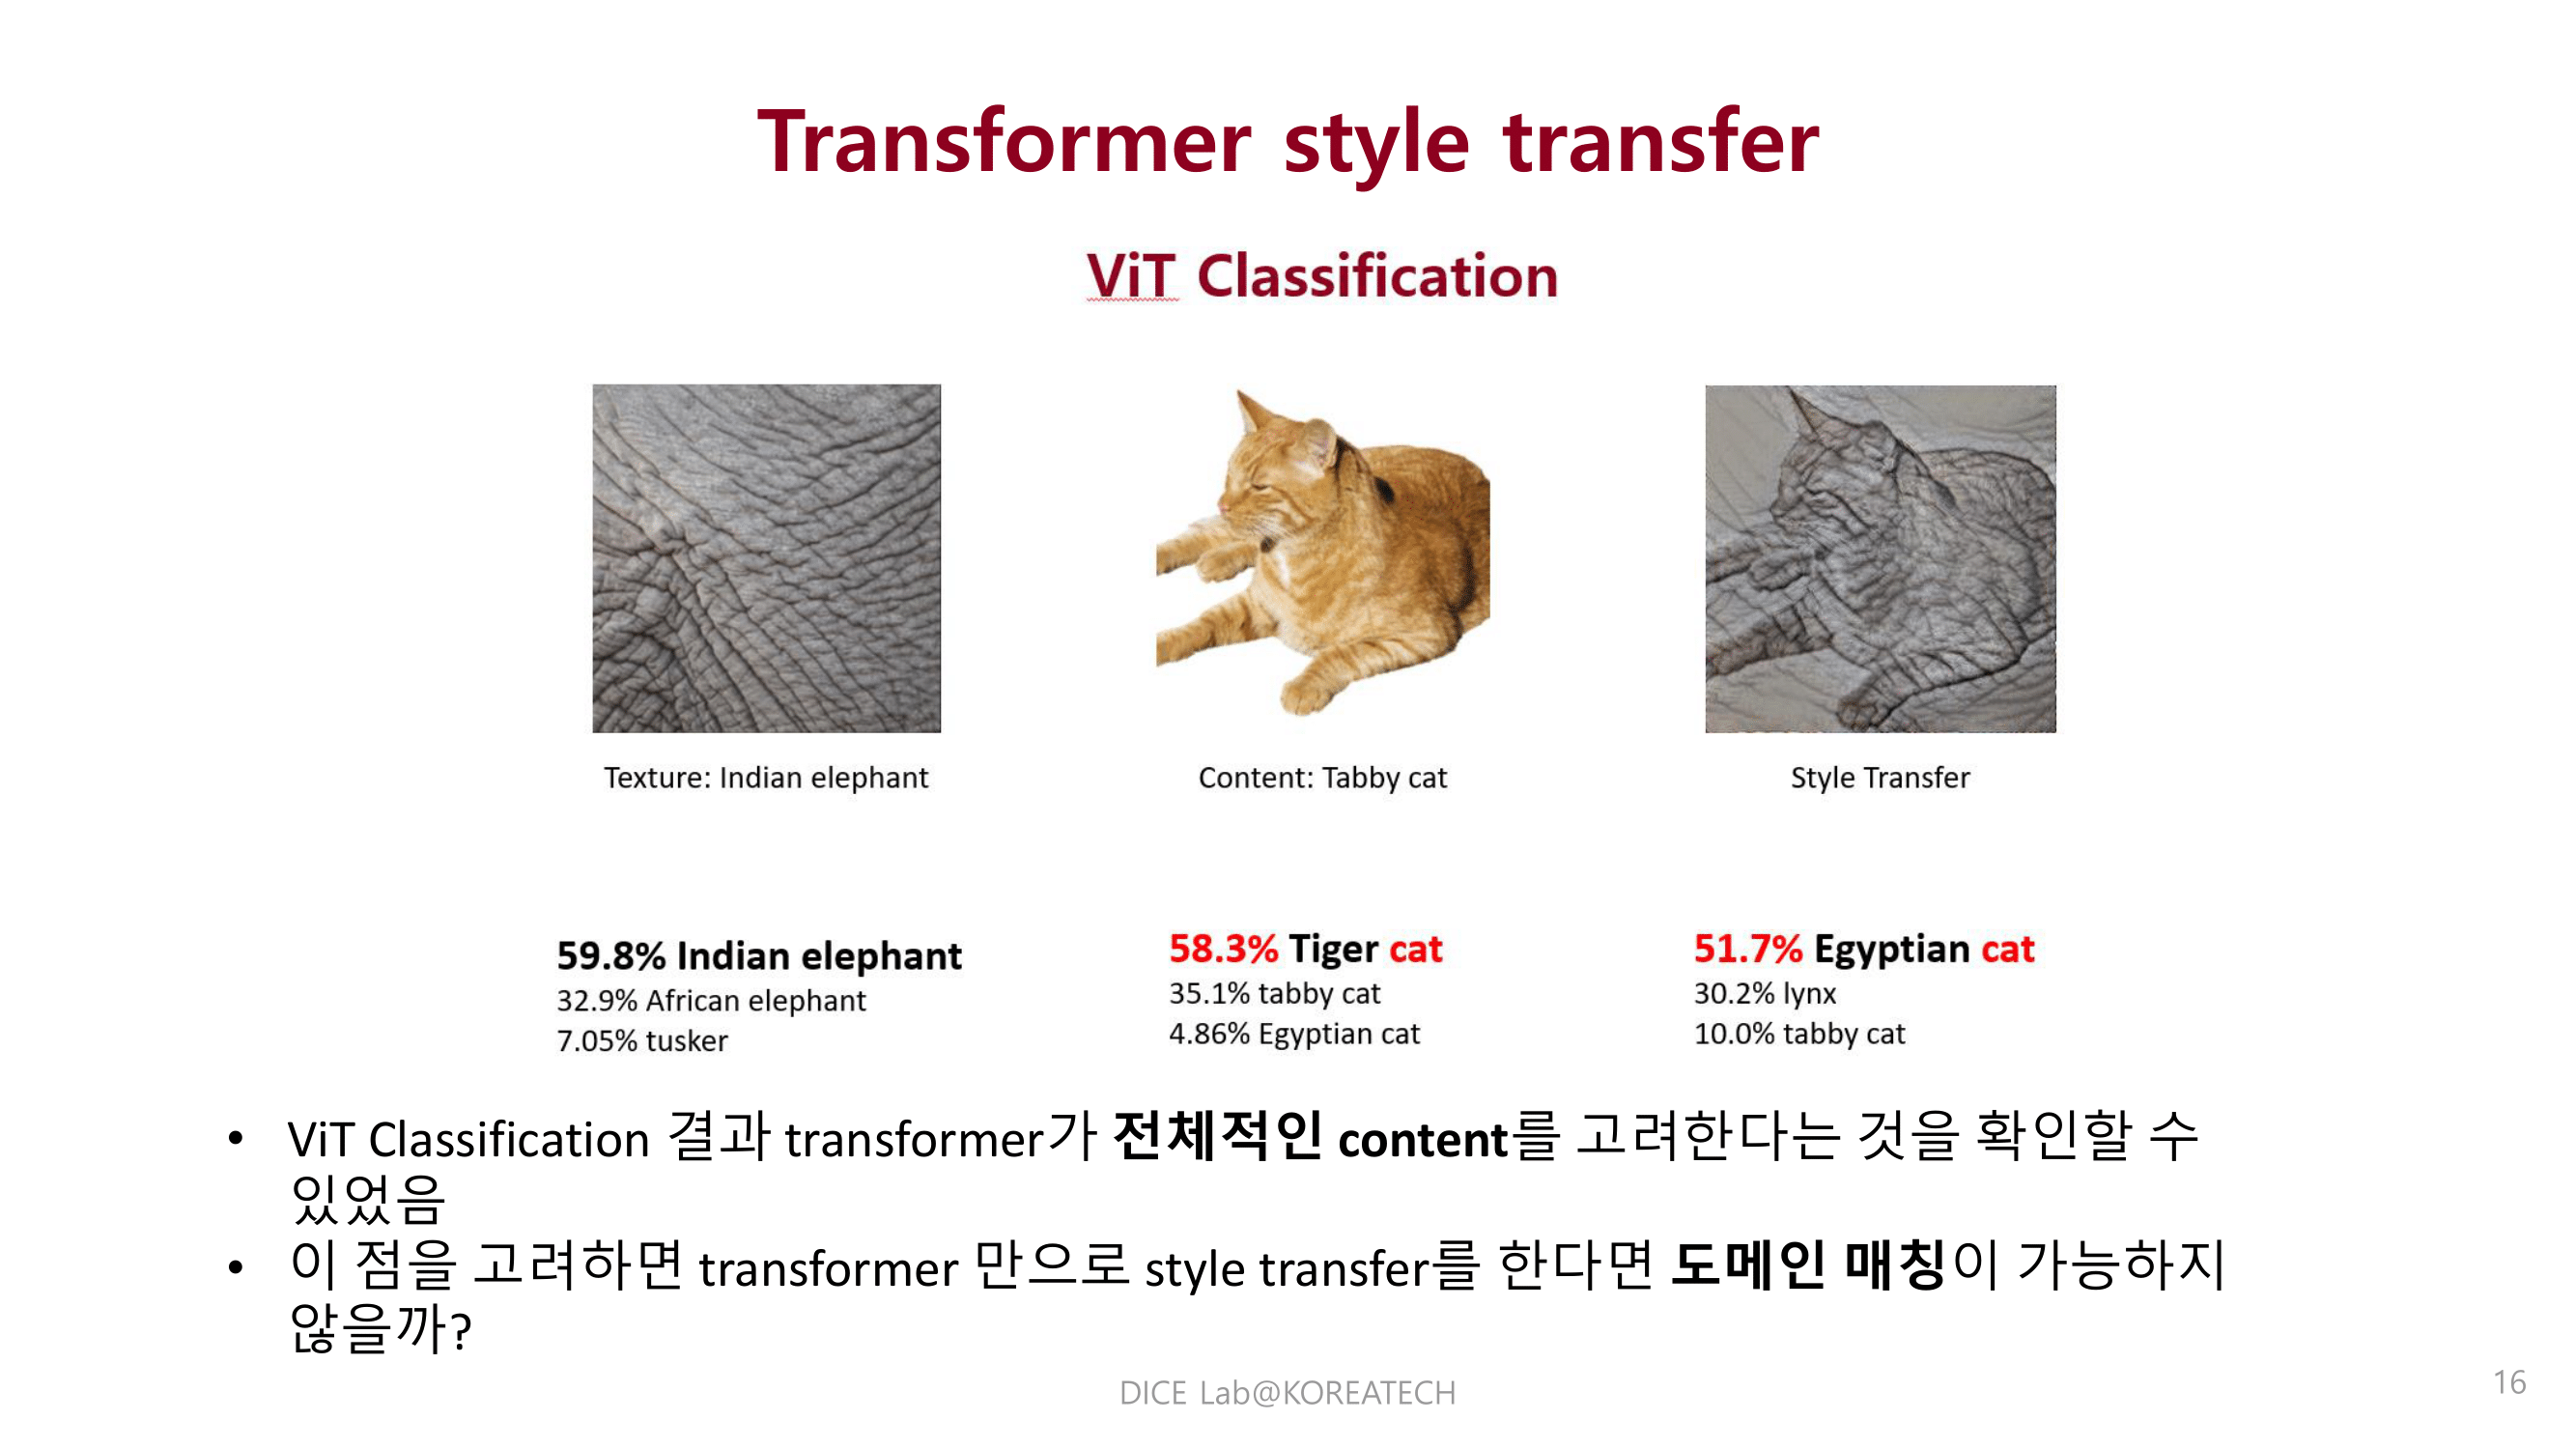 Transformer style transfer
ViT Classification
Texture: Indian elephant
Content: Tabby cat
Style Transfer
59.8% Indian elephant
32.9% African elephant
7.05% tusker
58.3% Tiger cat
35.1% tabby cat
4.86% Egyptian cat
51.7% Egyptian cat
30.2% lynx
10.0% tabby cat
• ViT Classification 결과 transformer가 전체적인 content를 고려한다는 것을 확인할 수
있었음
• 이 점을 고려하면 transformer 만으로 style transfer를 한다면 도메인 매칭이 가능하지
않을까?
DICE Lab@KOREATECH
16